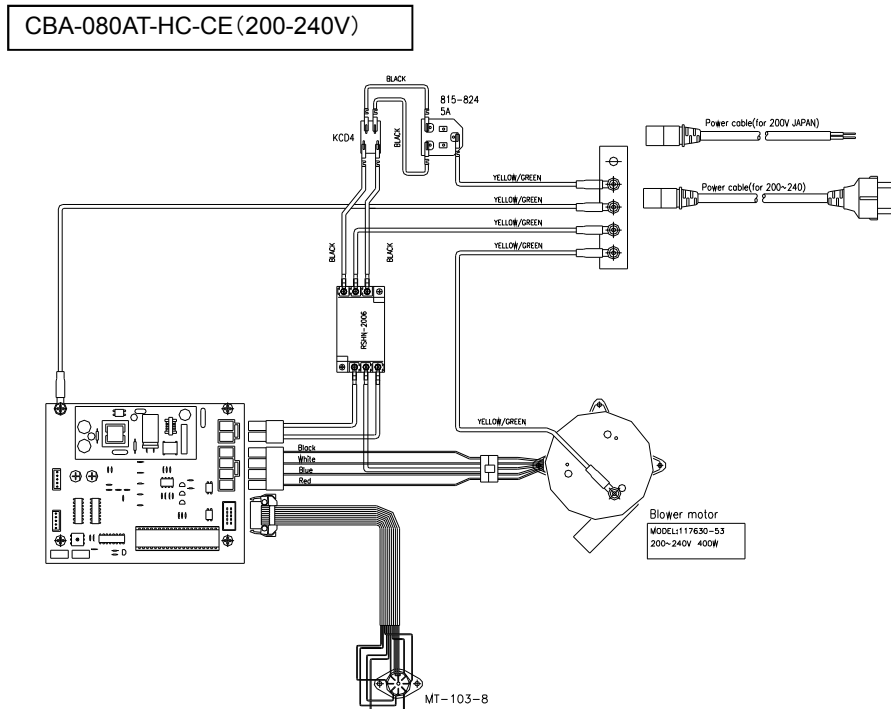 CBA-080AT-HC-CE(200-240V)
BLACK
815-824
5A
KCD4
BLACK
Power cable(for 200V JAPAN)
YELLOW/GREEN
Power cable(for 200~240)
YELLOW/GREEN
YELLOW/GREEN
YELLOW/GREEN
BLACK
BLACK
RSHN-2006
YELLOW/GREEN
Black
White
Blue
Red
Blower motor
MODEL:117630-53
200~240V 400W
MT-103-8